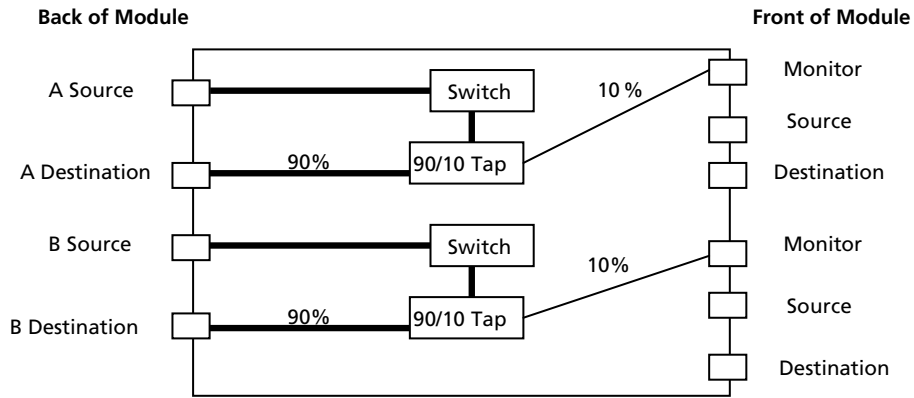 Back of Module
Front of Module
A Source
Switch
10 %
Monitor
Source
A Destination
90%
90/10 Tap
Destination
B Source
Switch
10%
Monitor
Source
B Destination
90%
90/10 Tap
Destination